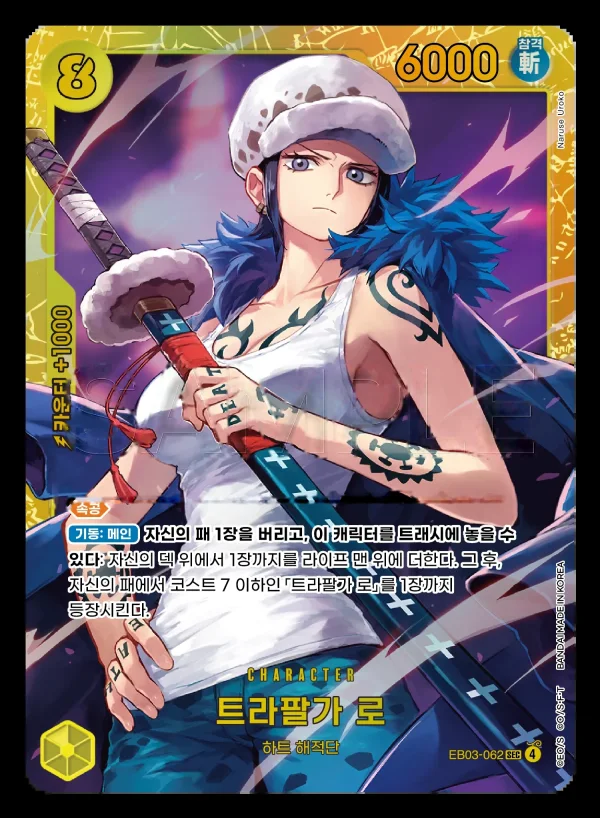 8
6000
참격
斬
Naruse Uroko
카운터 +1000
SAMPLE
DEAT
속공
기동: 메인 자신의 패 1장을 버리고, 이 캐릭터를 트래시에 놓을 수
있다: 자신의 덱 위에서 1장까지를 라이프 맨 위에 더한다. 그 후,
자신의 패에서 코스트 7 이하인 「트라팔가 로」를 1장까지
등장시킨다.
CHARACTER
트라팔가 로
하트 해적단
EB03-062 SEC 4
©EO/S ©O/S·F·T BANDAI MADE IN KOREA